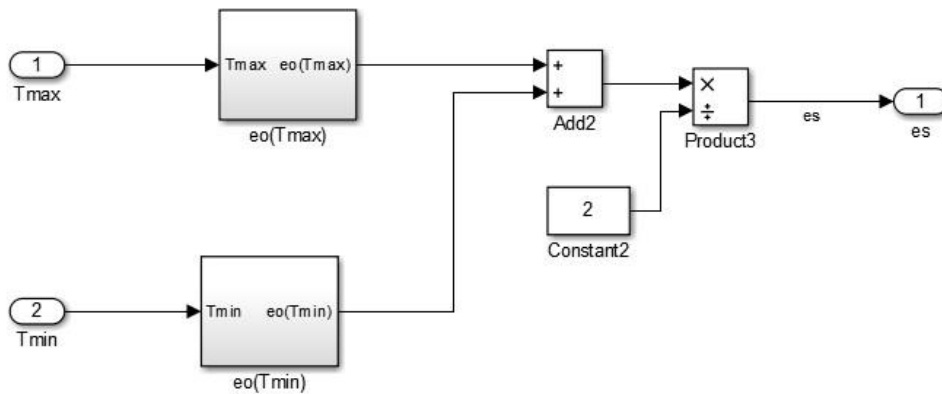 1
Tmax
Tmax eo(Tmax)
eo(Tmax)
+
+
Add2
×
÷
Product3
es
1
es
2
Constant2
2
Tmin
Tmin eo(Tmin)
eo(Tmin)